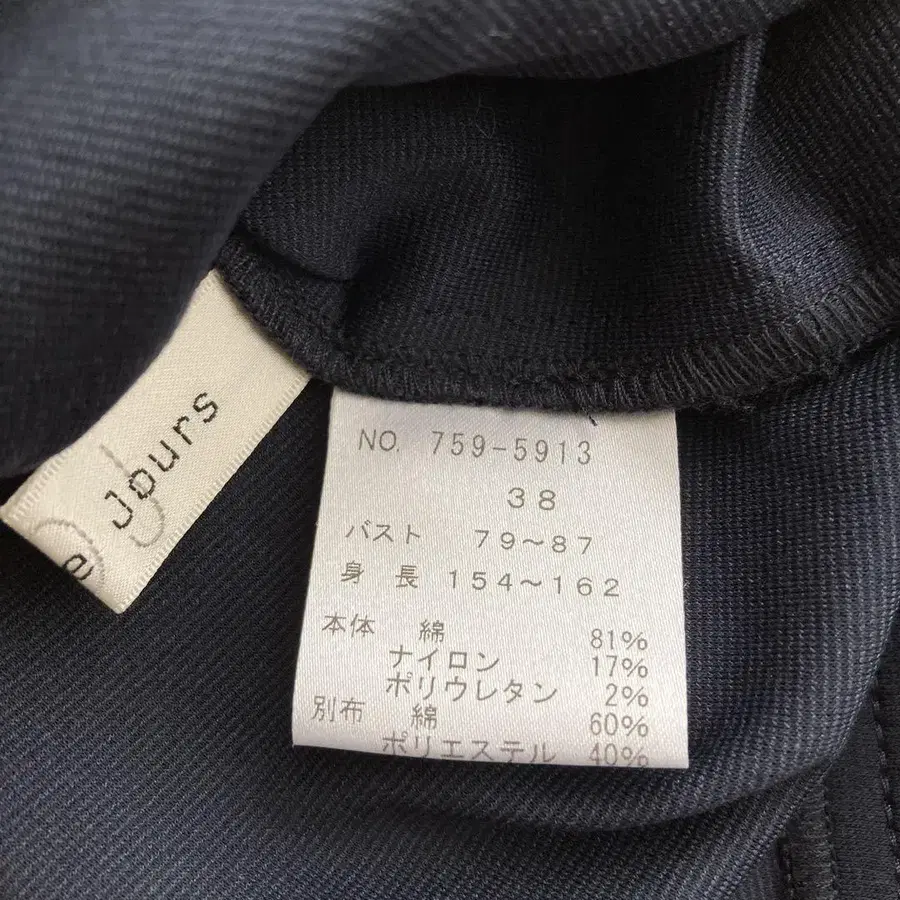 Jours
NO. 759-5913
38
バスト 79～87
身長 154～162
本体 綿 81%
ナイロン 17%
ポリウレタン 2%
別布 綿 60%
ポリエステル 40%